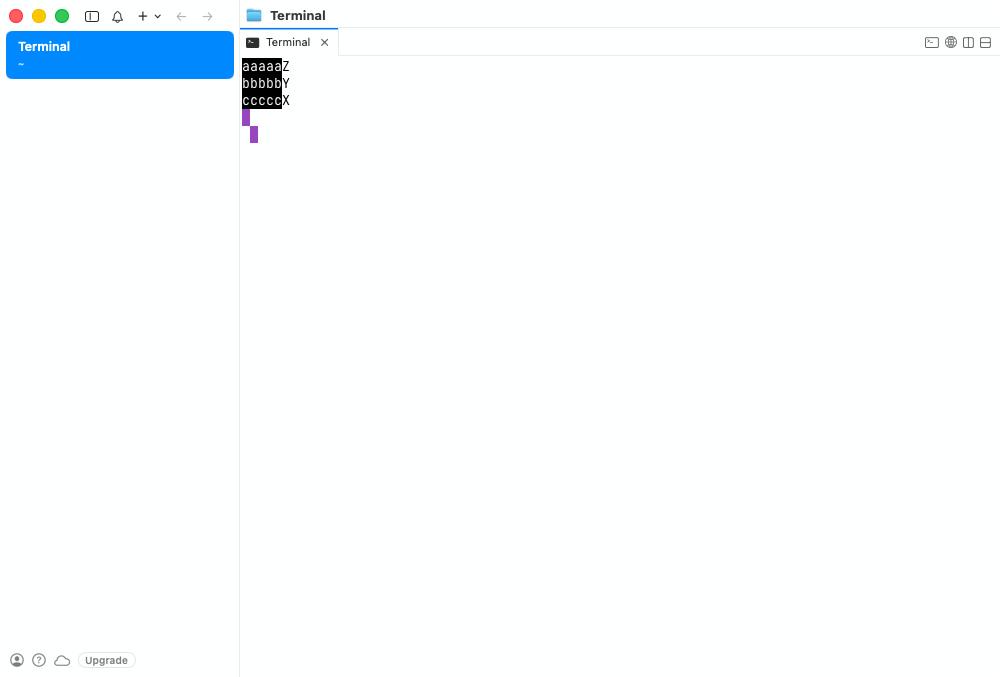 Terminal
Terminal
~
Terminal
aaaaaZ
bbbbbY
cccccX
Upgrade